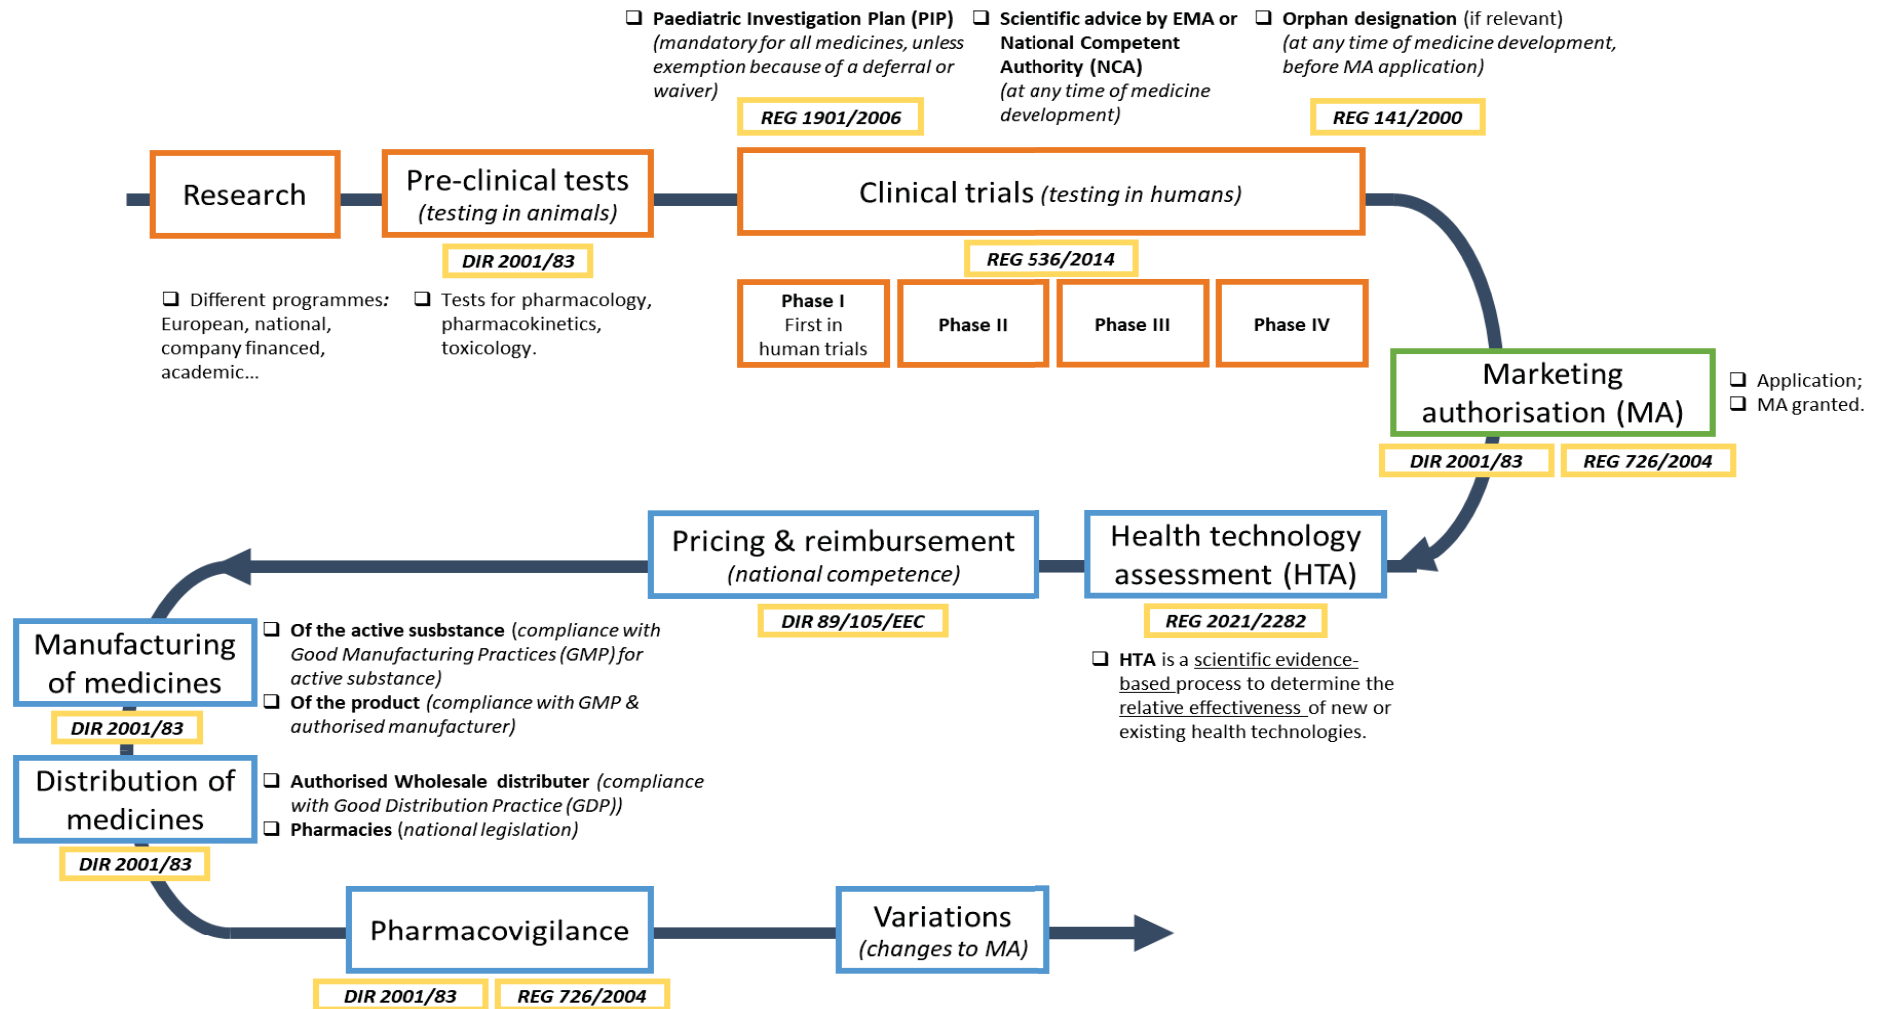 ❑ Paediatric Investigation Plan (PIP)
(mandatory for all medicines, unless
exemption because of a deferral or
waiver)
REG 1901/2006
❑ Scientific advice by EMA or
National Competent
Authority (NCA)
(at any time of medicine
development)
❑ Orphan designation (if relevant)
(at any time of medicine development,
before MA application)
REG 141/2000
Research
Pre-clinical tests
(testing in animals)
Clinical trials (testing in humans)
DIR 2001/83
REG 536/2014
❑ Different programmes:
European, national,
company financed,
academic...
❑ Tests for pharmacology,
pharmacokinetics,
toxicology.
Phase I
First in
human trials
Phase II
Phase III
Phase IV
Marketing
authorisation (MA)
❑ Application;
❑ MA granted.
DIR 2001/83
REG 726/2004
Health technology
assessment (HTA)
REG 2021/2282
❑ HTA is a scientific evidence-
based process to determine the
relative effectiveness of new or
existing health technologies.
Pricing & reimbursement
(national competence)
DIR 89/105/EEC
Manufacturing
of medicines
DIR 2001/83
❑ Of the active susbstance (compliance with
Good Manufacturing Practices (GMP) for
active substance)
❑ Of the product (compliance with GMP &
authorised manufacturer)
Distribution of
medicines
DIR 2001/83
❑ Authorised Wholesale distributer (compliance
with Good Distribution Practice (GDP))
❑ Pharmacies (national legislation)
Pharmacovigilance
DIR 2001/83
REG 726/2004
Variations
(changes to MA)